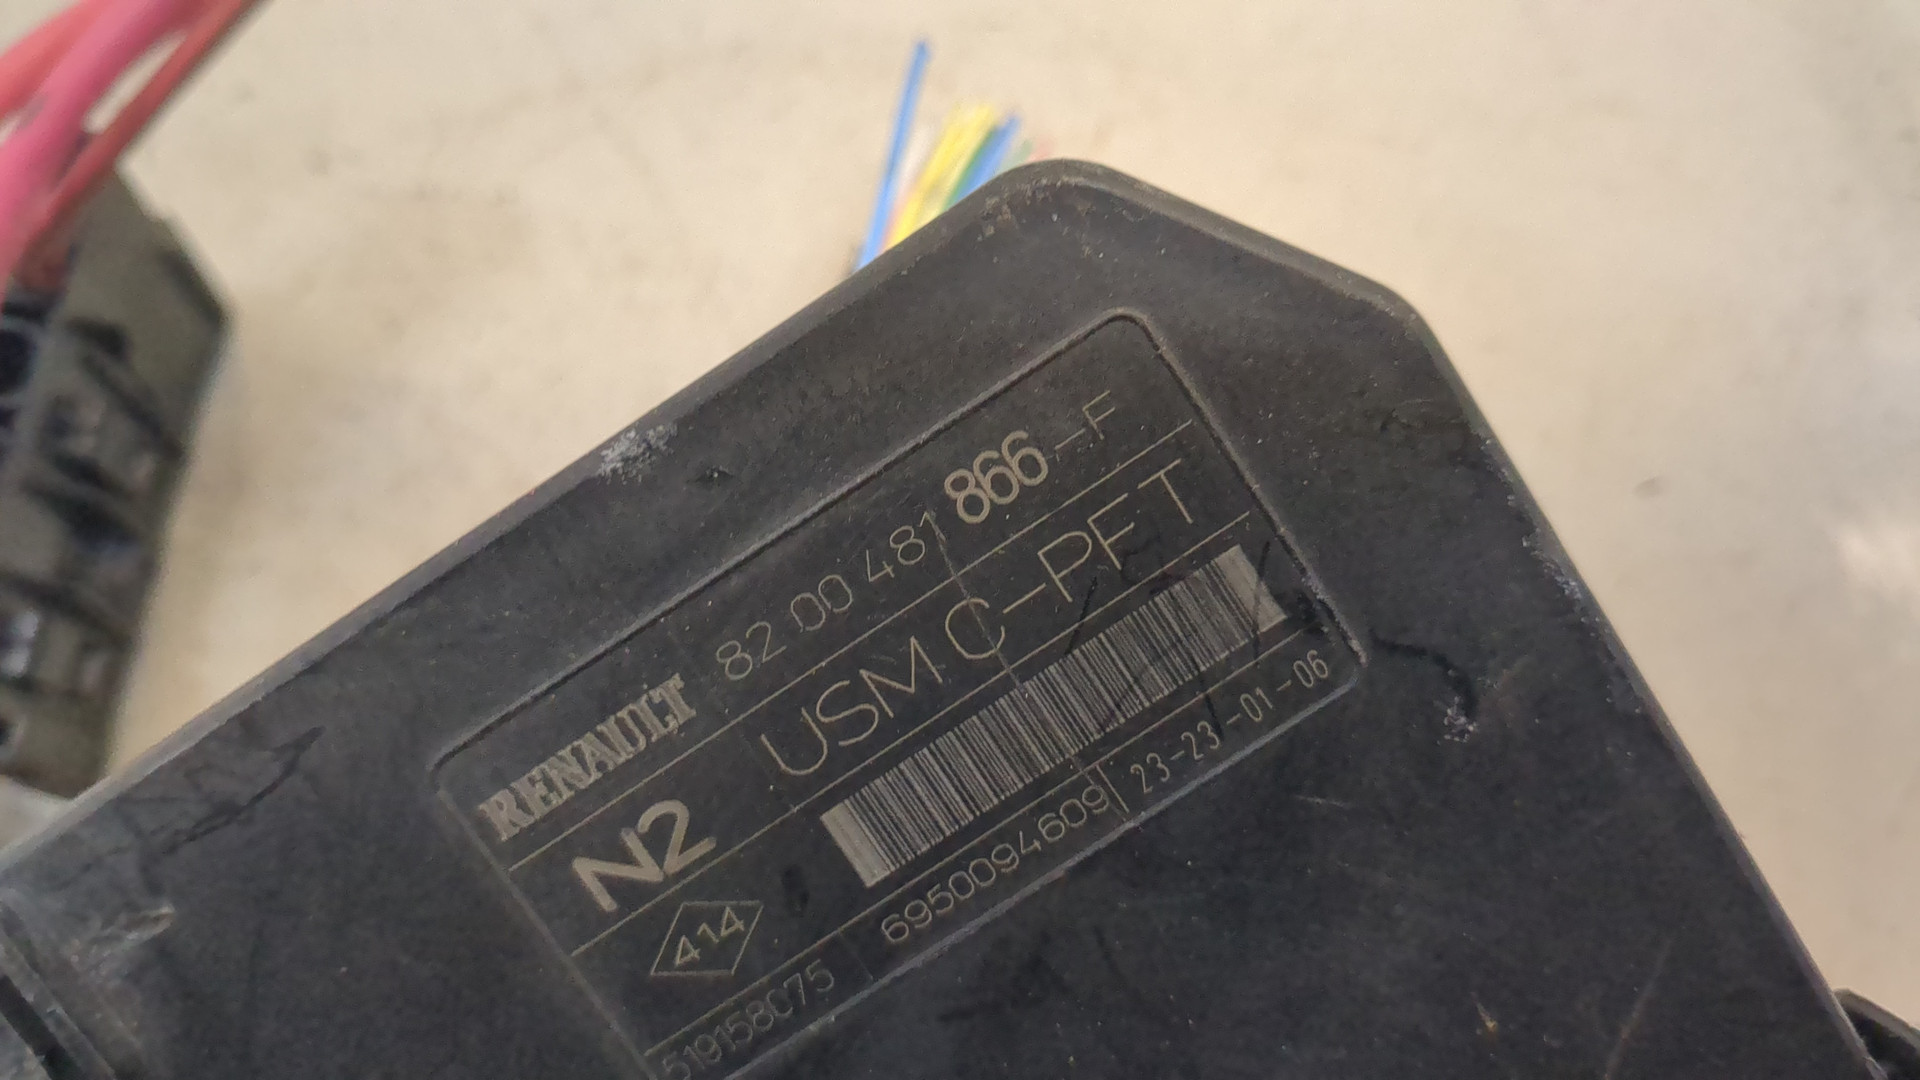 RENAULT 82 00 481 866-F
N2 USM C-PFT
414
519158075 6950094609 23-23-01-06